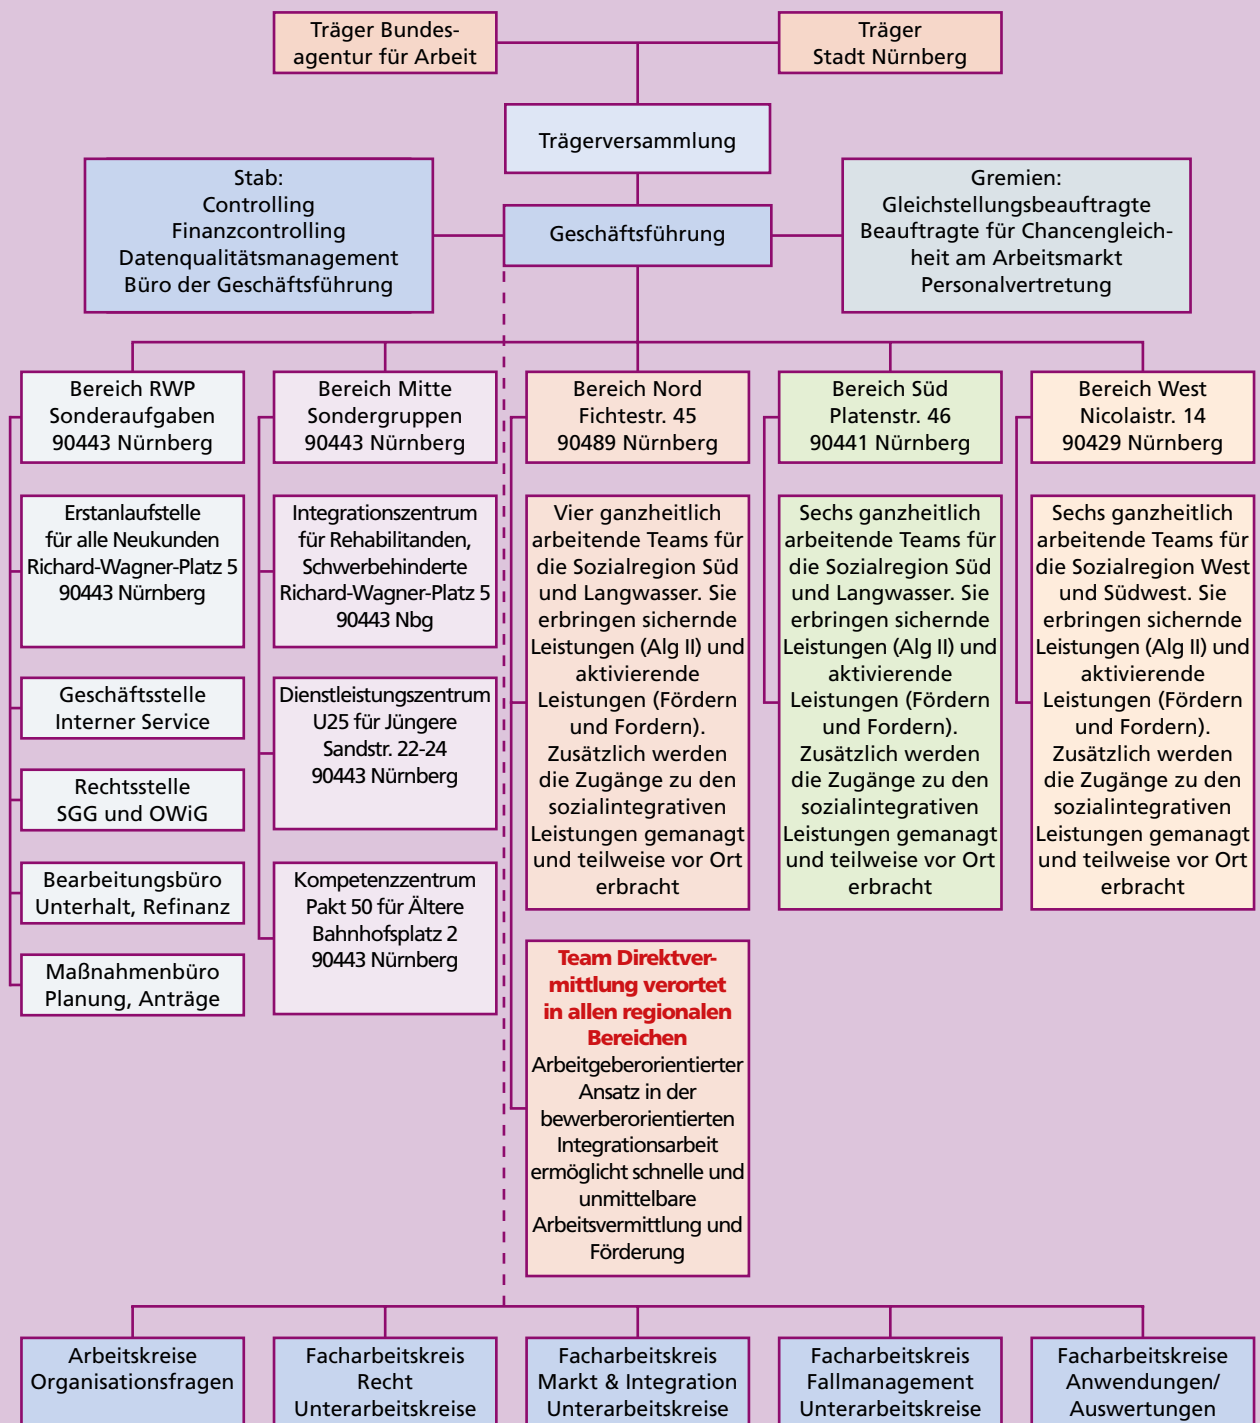 Träger Bundes-
agentur für Arbeit
Träger
Stadt Nürnberg
Trägerversammlung
Stab:
Controlling
Finanzcontrolling
Datenqualitätsmanagement
Büro der Geschäftsführung
Geschäftsführung
Gremien:
Gleichstellungsbeauftragte
Beauftragte für Chancengleich-
heit am Arbeitsmarkt
Personalvertretung
Bereich RWP
Sonderaufgaben
90443 Nürnberg
Erstanlaufstelle
für alle Neukunden
Richard-Wagner-Platz 5
90443 Nürnberg
Geschäftsstelle
Interner Service
Rechtsstelle
SGG und OWiG
Bearbeitungsbüro
Unterhalt, Refinanz
Maßnahmenbüro
Planung, Anträge
Bereich Mitte
Sondergruppen
90443 Nürnberg
Integrationszentrum
für Rehabilitanden,
Schwerbehinderte
Richard-Wagner-Platz 5
90443 Nbg
Dienstleistungszentrum
U25 für Jüngere
Sandstr. 22-24
90443 Nürnberg
Kompetenzzentrum
Pakt 50 für Ältere
Bahnhofsplatz 2
90443 Nürnberg
Bereich Nord
Fichtestr. 45
90489 Nürnberg
Vier ganzheitlich
arbeitende Teams für
die Sozialregion Süd
und Langwasser. Sie
erbringen sichernde
Leistungen (Alg II) und
aktivierende
Leistungen (Fördern
und Fordern).
Zusätzlich werden
die Zugänge zu den
sozialintegrativen
Leistungen gemanagt
und teilweise vor Ort
erbracht
Team Direktver-
mittlung verortet
in allen regionalen
Bereichen
Arbeitgeberorientierter
Ansatz in der
bewerberorientierten
Integrationsarbeit
ermöglicht schnelle und
unmittelbare
Arbeitsvermittlung und
Förderung
Bereich Süd
Platenstr. 46
90441 Nürnberg
Sechs ganzheitlich
arbeitende Teams für
die Sozialregion Süd
und Langwasser. Sie
erbringen sichernde
Leistungen (Alg II) und
aktivierende
Leistungen (Fördern
und Fordern).
Zusätzlich werden
die Zugänge zu den
sozialintegrativen
Leistungen gemanagt
und teilweise vor Ort
erbracht
Bereich West
Nicolaistr. 14
90429 Nürnberg
Sechs ganzheitlich
arbeitende Teams für
die Sozialregion West
und Südwest. Sie
erbringen sichernde
Leistungen (Alg II) und
aktivierende
Leistungen (Fördern
und Fordern).
Zusätzlich werden
die Zugänge zu den
sozialintegrativen
Leistungen gemanagt
und teilweise vor Ort
erbracht
Arbeitskreise
Organisationsfragen
Facharbeitskreis
Recht
Unterarbeitskreise
Facharbeitskreis
Markt & Integration
Unterarbeitskreise
Facharbeitskreis
Fallmanagement
Unterarbeitskreise
Facharbeitskreise
Anwendungen/
Auswertungen